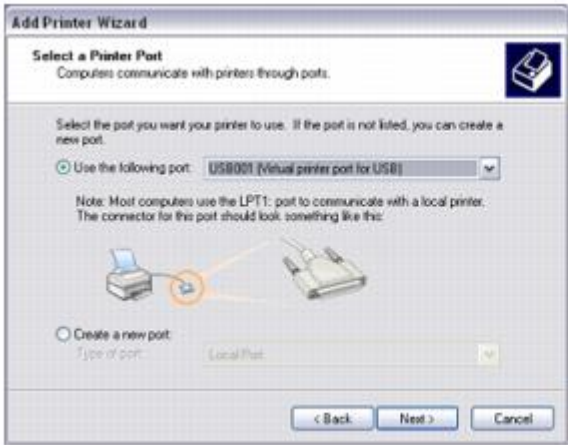 Add Printer Wizard
Select a Printer Port
Computers communicate with printers through ports.
Select the port you want your printer to use. If the port is not listed, you can create a
new port.
Use the following port: USB001 (Virtual printer port for USB)
Note: Most computers use the LPT1: port to communicate with a local printer.
The connector for this port should look something like this:
Create a new port:
Type of port: Local Port
< Back Next > Cancel